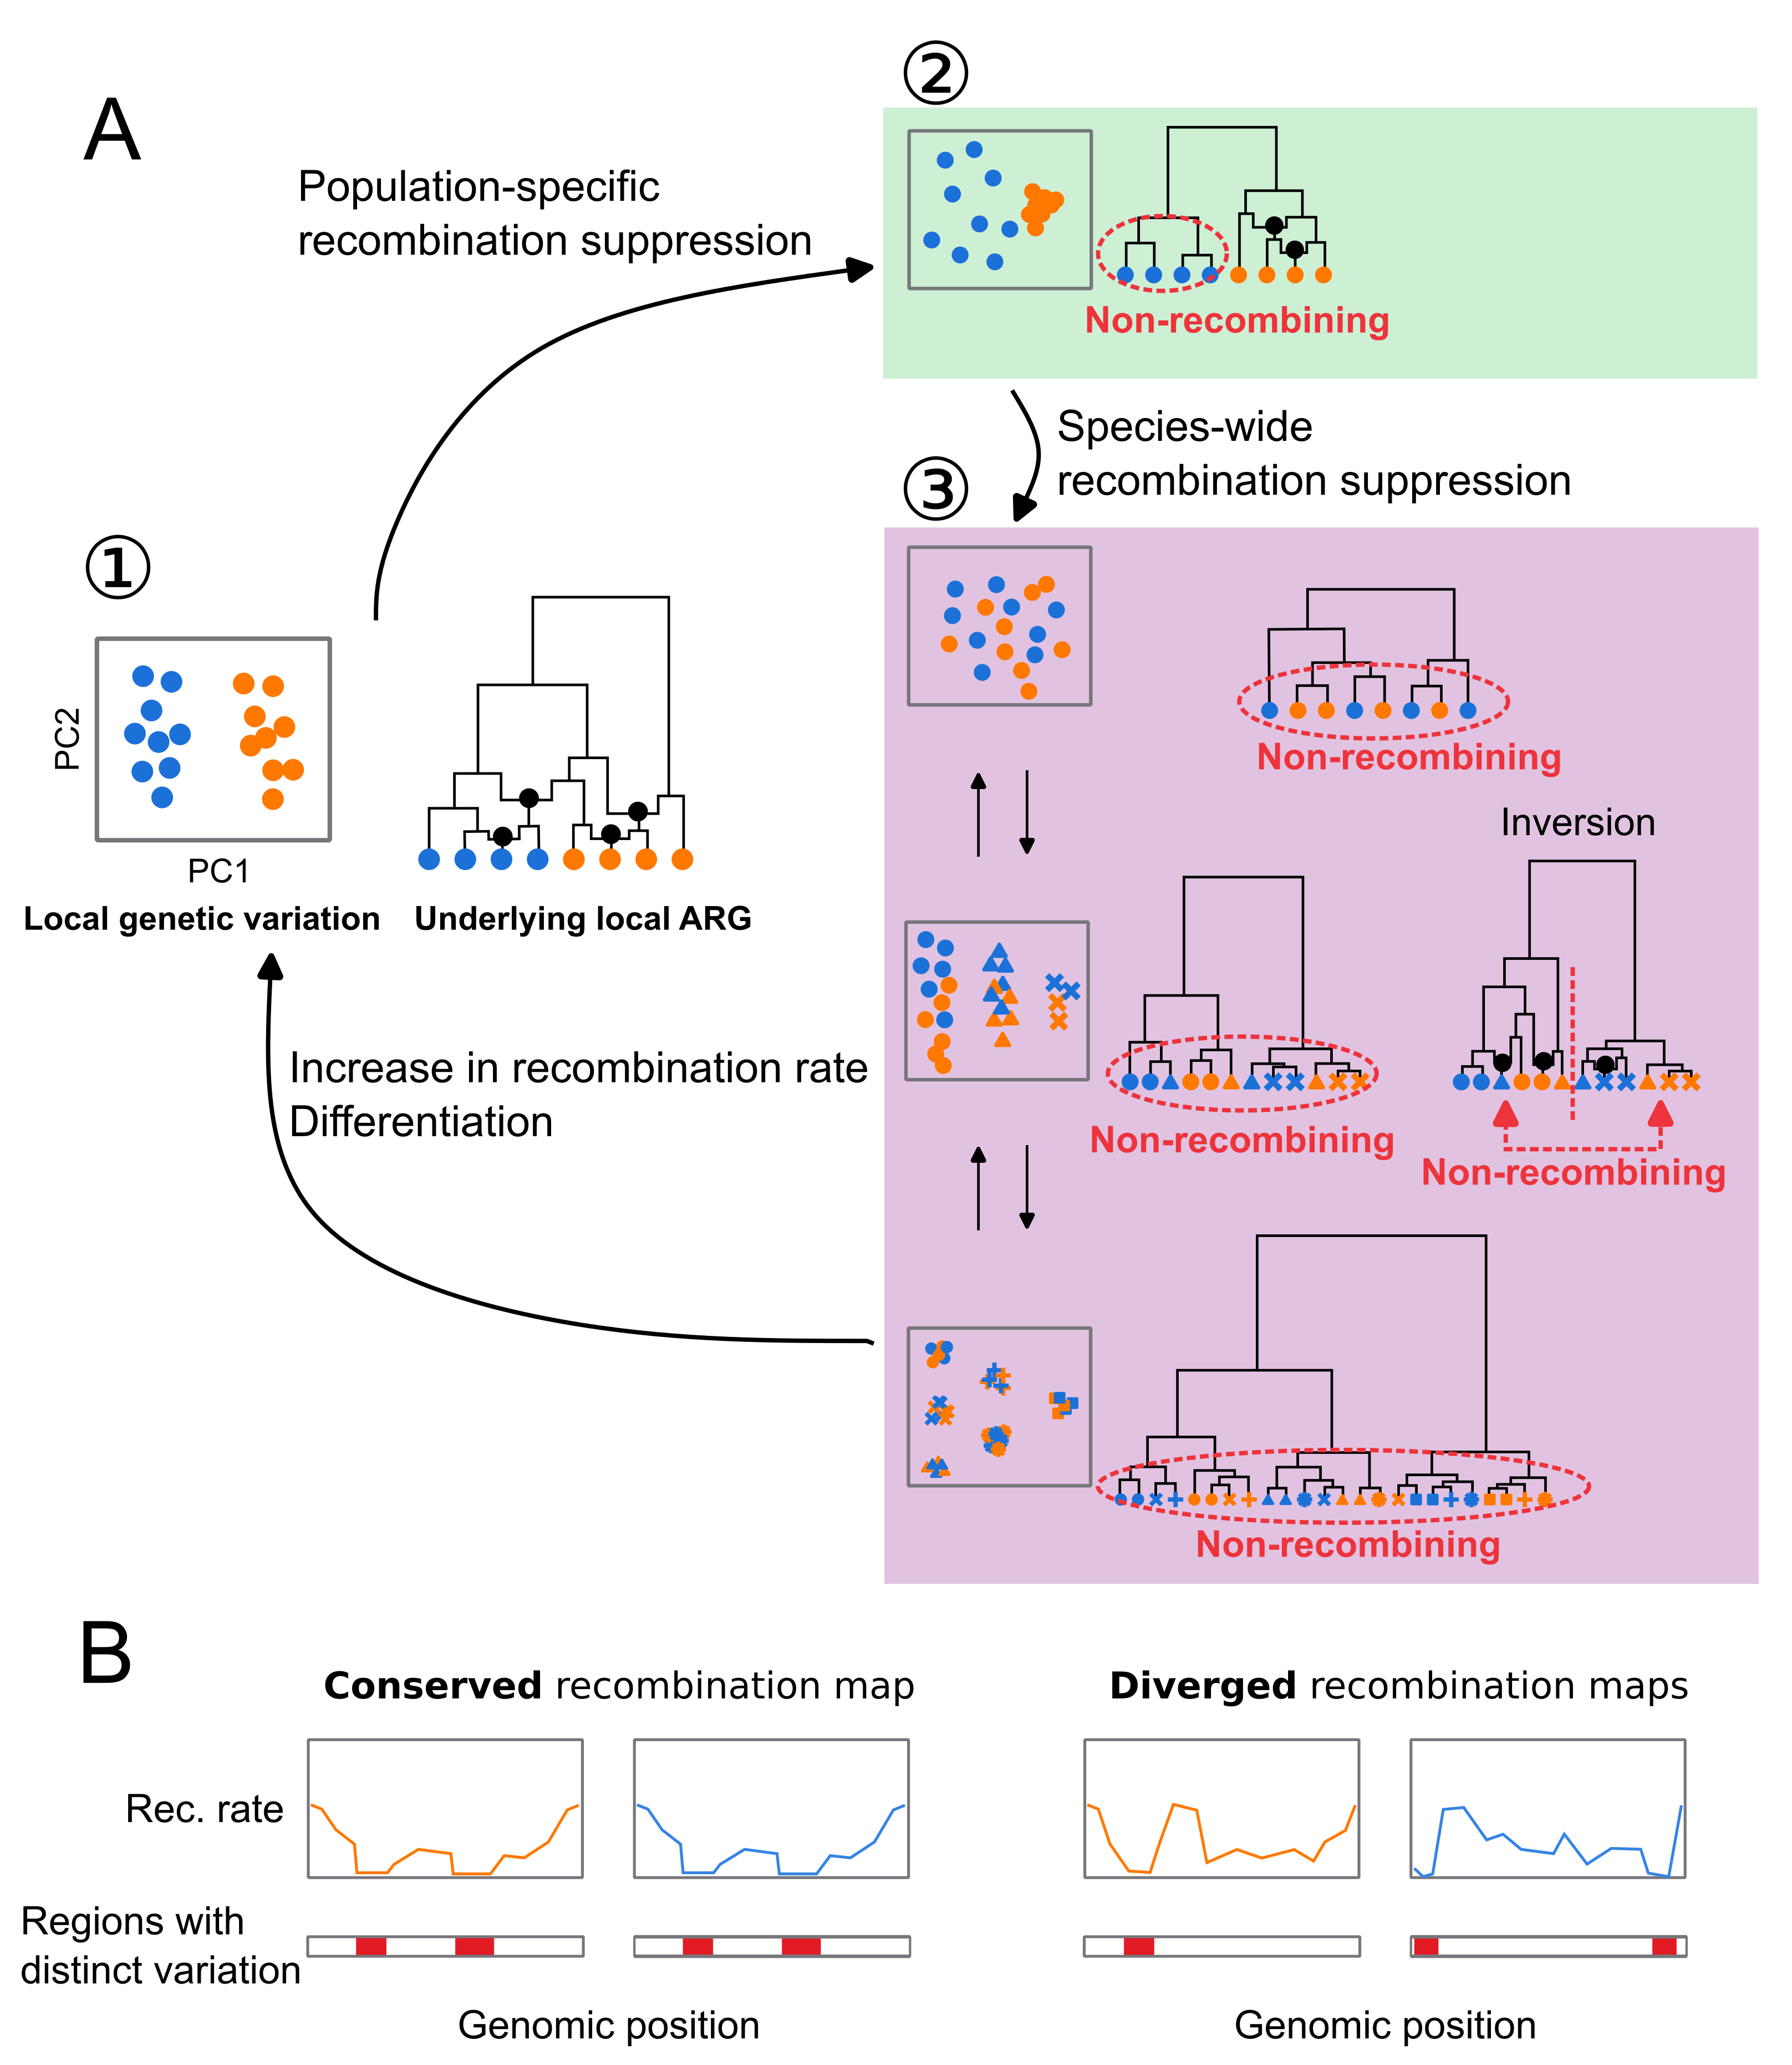 A
②
Population-specific
recombination suppression
Non-recombining
Species-wide
recombination suppression
③
①
PC2
PC1
Local genetic variation
Underlying local ARG
Non-recombining
Inversion
Non-recombining
Non-recombining
Increase in recombination rate
Differentiation
Non-recombining
B
Conserved recombination map
Diverged recombination maps
Rec. rate
Regions with
distinct variation
Genomic position
Genomic position